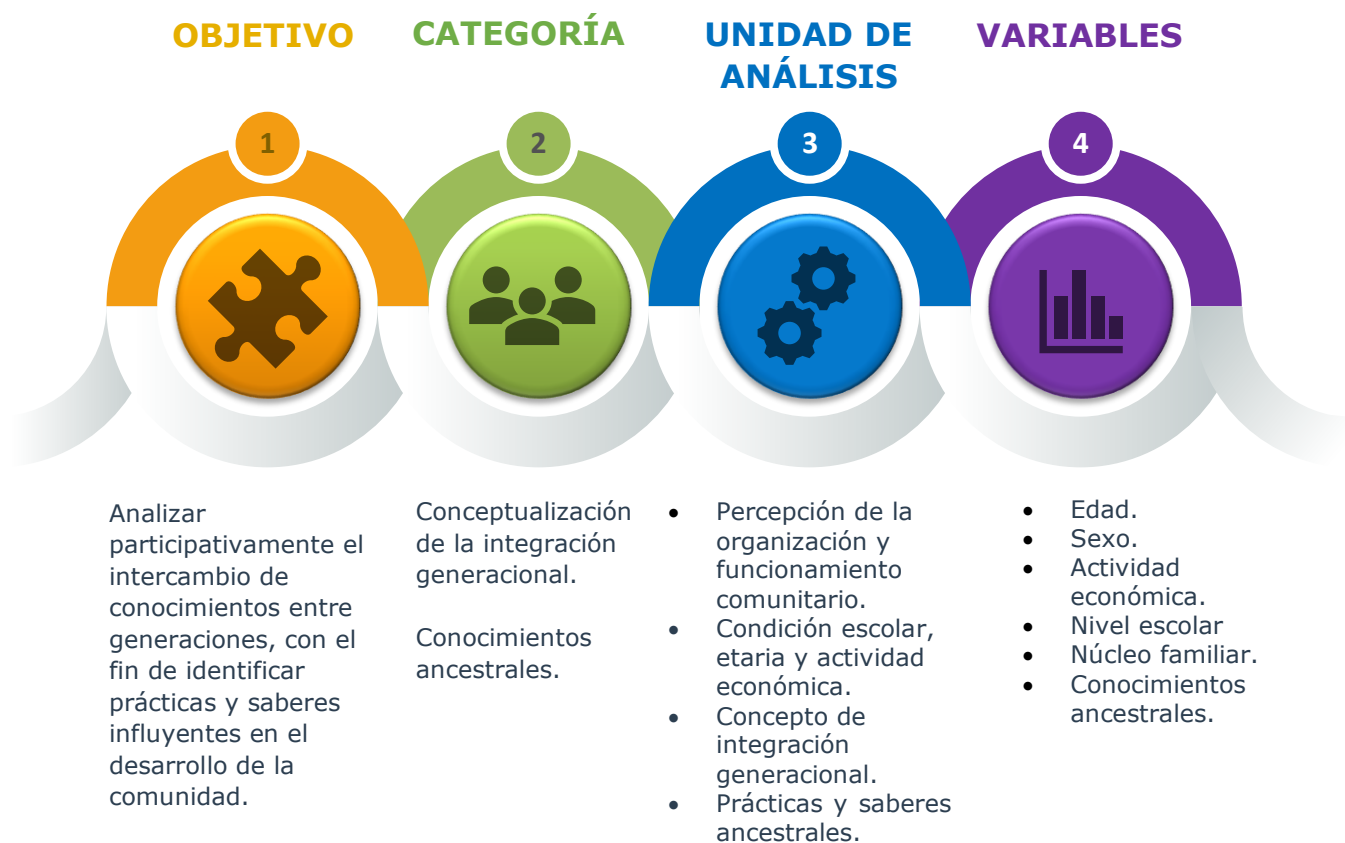 OBJETIVO
1
Analizar
participativamente el
intercambio de
conocimientos entre
generaciones, con el
fin de identificar
prácticas y saberes
influyentes en el
desarrollo de la
comunidad.
CATEGORÍA
2
Conceptualización
de la integración
generacional.
Conocimientos
ancestrales.
UNIDAD DE
ANÁLISIS
3
• Percepción de la
organización y
funcionamiento
comunitario.
• Condición escolar,
etaria y actividad
económica.
• Concepto de
integración
generacional.
• Prácticas y saberes
ancestrales.
VARIABLES
4
• Edad.
• Sexo.
• Actividad
económica.
• Nivel escolar
• Núcleo familiar.
• Conocimientos
ancestrales.